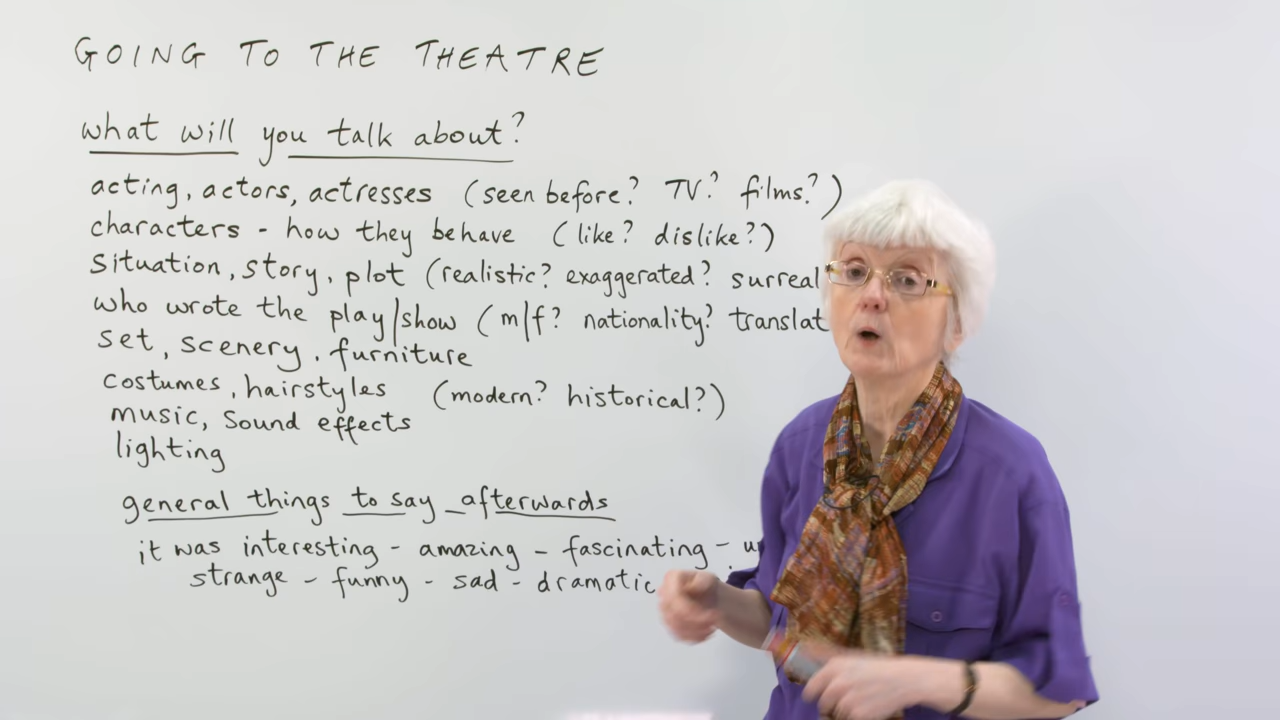 GOING TO THE THEATRE
what will you talk about?
acting, actors, actresses (seen before? TV? films?)
characters - how they behave (like? dislike?)
situation, story, plot (realistic? exaggerated? surreal
who wrote the play/show (m/f? nationality? translat
set, scenery, furniture
costumes, hairstyles (modern? historical?)
music, sound effects
lighting
general things to say afterwards
it was interesting - amazing - fascinating -
strange - funny - sad - dramatic